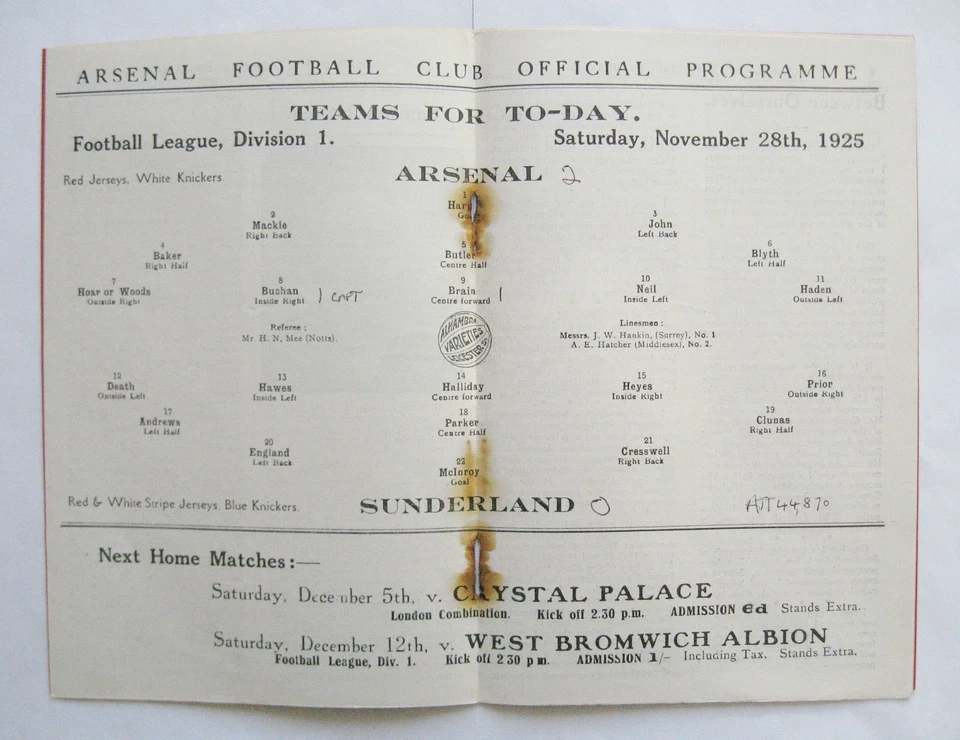 ARSENAL FOOTBALL CLUB OFFICIAL PROGRAMME
TEAMS FOR TO-DAY.
Football League, Division 1. Saturday, November 28th, 1925
Red Jerseys, White Knickers. ARSENAL 2
1
2 3
Mackie John
Right Back Left Back
4 5 6
Baker Butler Blyth
Right Half Centre Half Left Half
7 8 9 10 11
Hoar or Woods Buchan 1 CAPT Brain 1 Neil Haden
Outside Right Inside Right Centre forward Inside Left Outside Left
Referee : Linesmen :
Mr. H. N, Mee (Notts). Messrs. J. W. Hankin, (Surrey), No. 1
A. E. Hatcher (Middlesex), No. 2.
ALHAMBRA
VARIETIES
LEICESTER SQ
12 13 14 15 16
Death Hawes Halliday Heyes Prior
Outside Left Inside Left Centre forward Inside Right Outside Right
17 18 19
Andrews Parker Clunas
Left Half Centre Half Right Half
20 21
England Cresswell
Left Back Right Back
22
McInroy
Goal
Red & White Stripe Jerseys, Blue Knickers. SUNDERLAND 0 ATT 44,870
Next Home Matches:—
Saturday, December 5th, v. CRYSTAL PALACE
London Combination. Kick off 2.30 p.m. ADMISSION 6d Stands Extra.
Saturday, December 12th, v. WEST BROMWICH ALBION
Football League, Div. 1. Kick off 2 30 p m. ADMISSION 1/- Including Tax. Stands Extra.